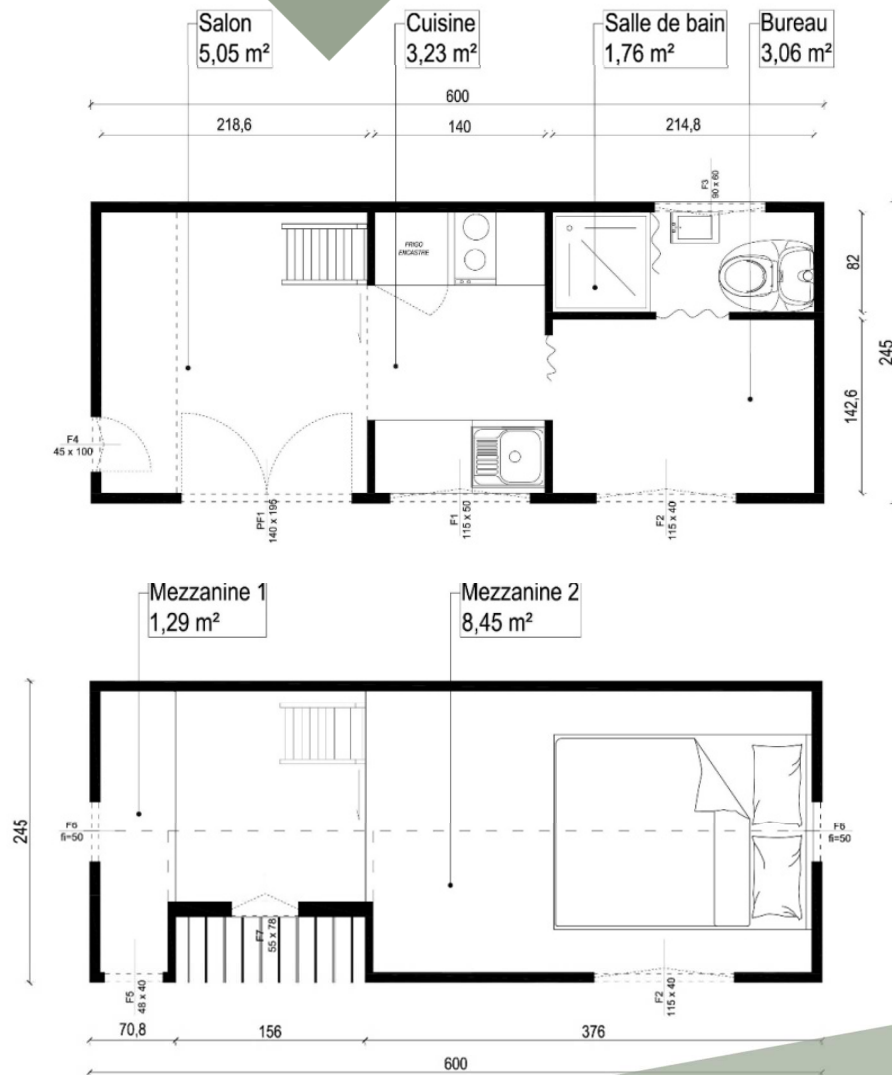 Salon
5,05 m²
Cuisine
3,23 m²
Salle de bain
1,76 m²
Bureau
3,06 m²
600
218,6
140
214,8
F3
90 x 60
FRIGO
ENCASTRE
82
245
142,6
F4
45 x 100
PF1
140 x 195
F1
115 x 50
F2
115 x 40
Mezzanine 1
1,29 m²
Mezzanine 2
8,45 m²
245
F6
fi=50
F6
fi=50
F7
55 x 78
F5
48 x 40
F2
115 x 40
70,8
156
376
600